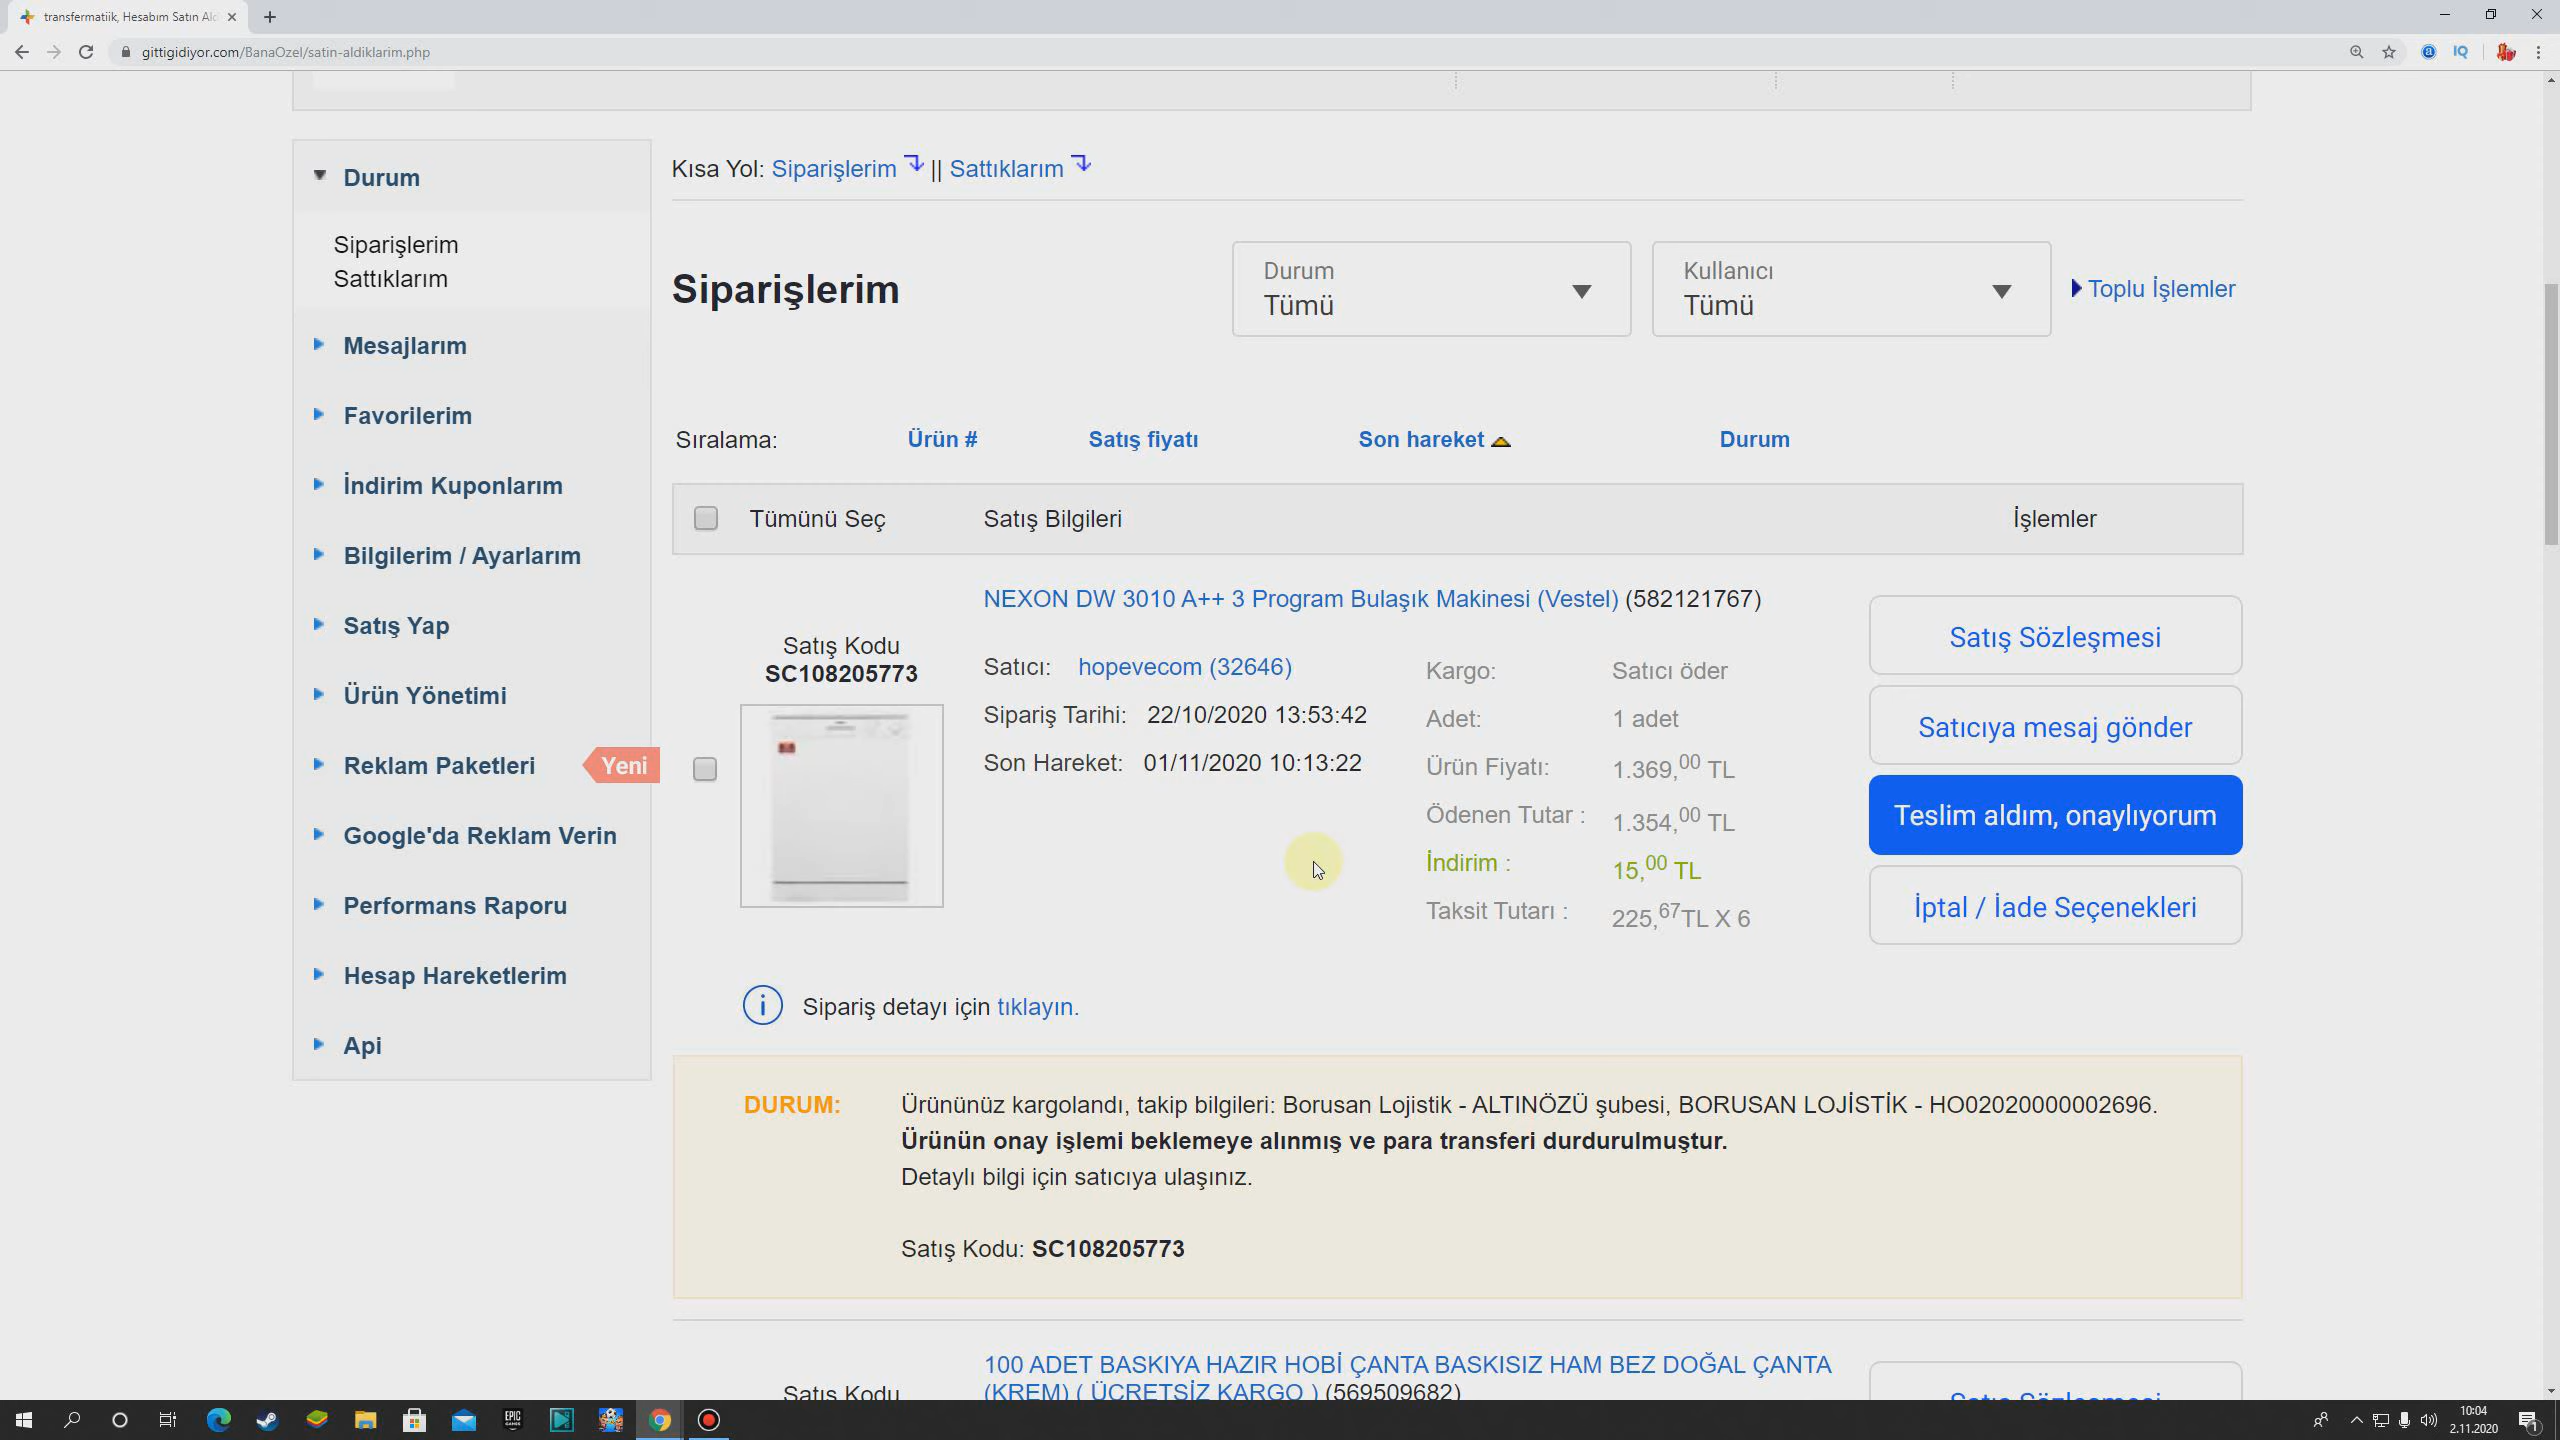 transfermatiik, Hesabım Satın Ald
gittigidiyor.com/BanaOzel/satin-aldiklarim.php
Durum
Siparişlerim
Sattıklarım
Mesajlarım
Favorilerim
İndirim Kuponlarım
Bilgilerim / Ayarlarım
Satış Yap
Ürün Yönetimi
Reklam Paketleri
Yeni
Google'da Reklam Verin
Performans Raporu
Hesap Hareketlerim
Api
Kısa Yol: Siparişlerim || Sattıklarım
Siparişlerim
Durum
Tümü
Kullanıcı
Tümü
Toplu İşlemler
Sıralama: Ürün # Satış fiyatı Son hareket Durum
Tümünü Seç Satış Bilgileri İşlemler
NEXON DW 3010 A++ 3 Program Bulaşık Makinesi (Vestel) (582121767)
Satış Kodu
SC108205773
Satıcı: hopevecom (32646)
Sipariş Tarihi: 22/10/2020 13:53:42
Son Hareket: 01/11/2020 10:13:22
Kargo: Satıcı öder
Adet: 1 adet
Ürün Fiyatı: 1.369,00 TL
Ödenen Tutar : 1.354,00 TL
İndirim : 15,00 TL
Taksit Tutarı : 225,67TL X 6
Satış Sözleşmesi
Satıcıya mesaj gönder
Teslim aldım, onaylıyorum
İptal / İade Seçenekleri
Sipariş detayı için tıklayın.
DURUM: Ürününüz kargolandı, takip bilgileri: Borusan Lojistik - ALTINÖZÜ şubesi, BORUSAN LOJİSTİK - HO02020000002696.
Ürünün onay işlemi beklemeye alınmış ve para transferi durdurulmuştur.
Detaylı bilgi için satıcıya ulaşınız.
Satış Kodu: SC108205773
100 ADET BASKIYA HAZIR HOBİ ÇANTA BASKISIZ HAM BEZ DOĞAL ÇANTA
(KREM) ( ÜCRETSİZ KARGO ) (569509682)
Satış Kodu
Satış Sözleşmesi
IQ
EPIC
GAMES
10:04
2.11.2020
1